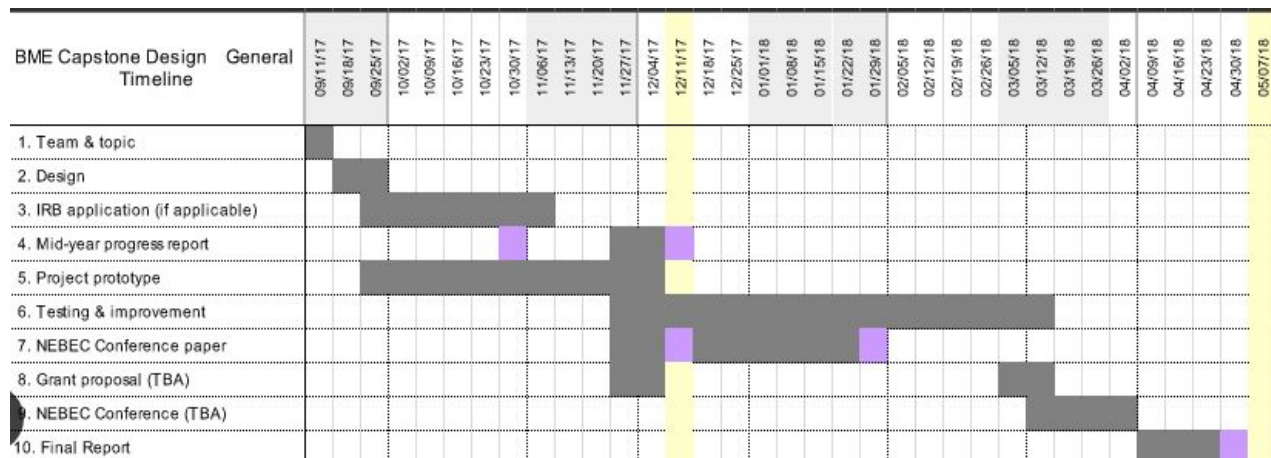 BME Capstone Design General
Timeline
09/11/17
09/18/17
09/25/17
10/02/17
10/09/17
10/16/17
10/23/17
10/30/17
11/06/17
11/13/17
11/20/17
11/27/17
12/04/17
12/11/17
12/18/17
12/25/17
01/01/18
01/08/18
01/15/18
01/22/18
01/29/18
02/05/18
02/12/18
02/19/18
02/26/18
03/05/18
03/12/18
03/19/18
03/26/18
04/02/18
04/09/18
04/16/18
04/23/18
04/30/18
05/07/18
1. Team & topic
2. Design
3. IRB application (if applicable)
4. Mid-year progress report
5. Project prototype
6. Testing & improvement
7. NEBEC Conference paper
8. Grant proposal (TBA)
9. NEBEC Conference (TBA)
10. Final Report